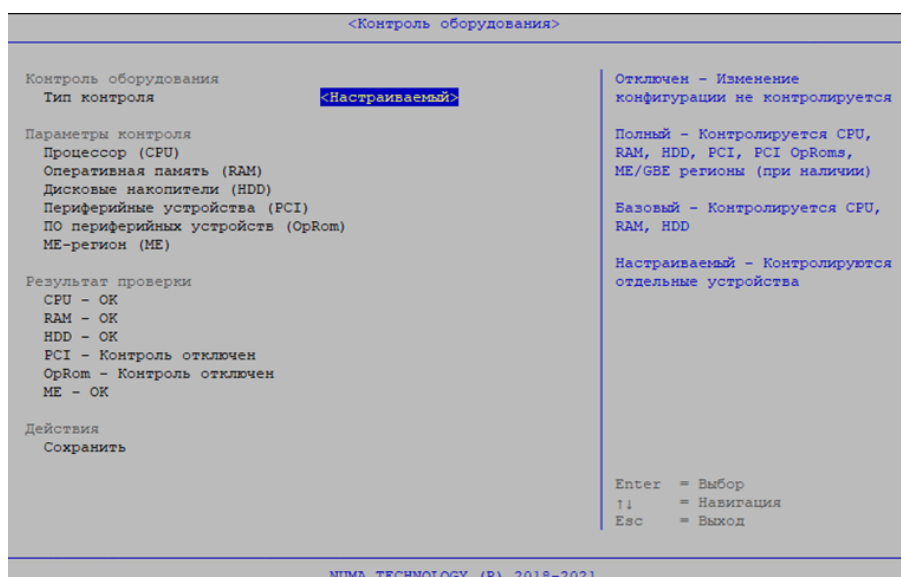 <Контроль оборудования>
Контроль оборудования
Тип контроля <Настраиваемый>
Параметры контроля
Процессор (CPU)
Оперативная память (RAM)
Дисковые накопители (HDD)
Периферийные устройства (PCI)
ПО периферийных устройств (OpRom)
МЕ-регион (ME)
Результат проверки
CPU - OK
RAM - OK
HDD - OK
PCI - Контроль отключен
OpRom - Контроль отключен
ME - OK
Действия
Сохранить
Отключен - Изменение
конфигурации не контролируется
Полный - Контролируется CPU,
RAM, HDD, PCI, PCI OpRoms,
ME/GBE регионы (при наличии)
Базовый - Контролируется CPU,
RAM, HDD
Настраиваемый - Контролируются
отдельные устройства
Enter = Выбор
↑↓ = Навигация
Esc = Выход
NUMA TECHNOLOGY (R) 2018-2021